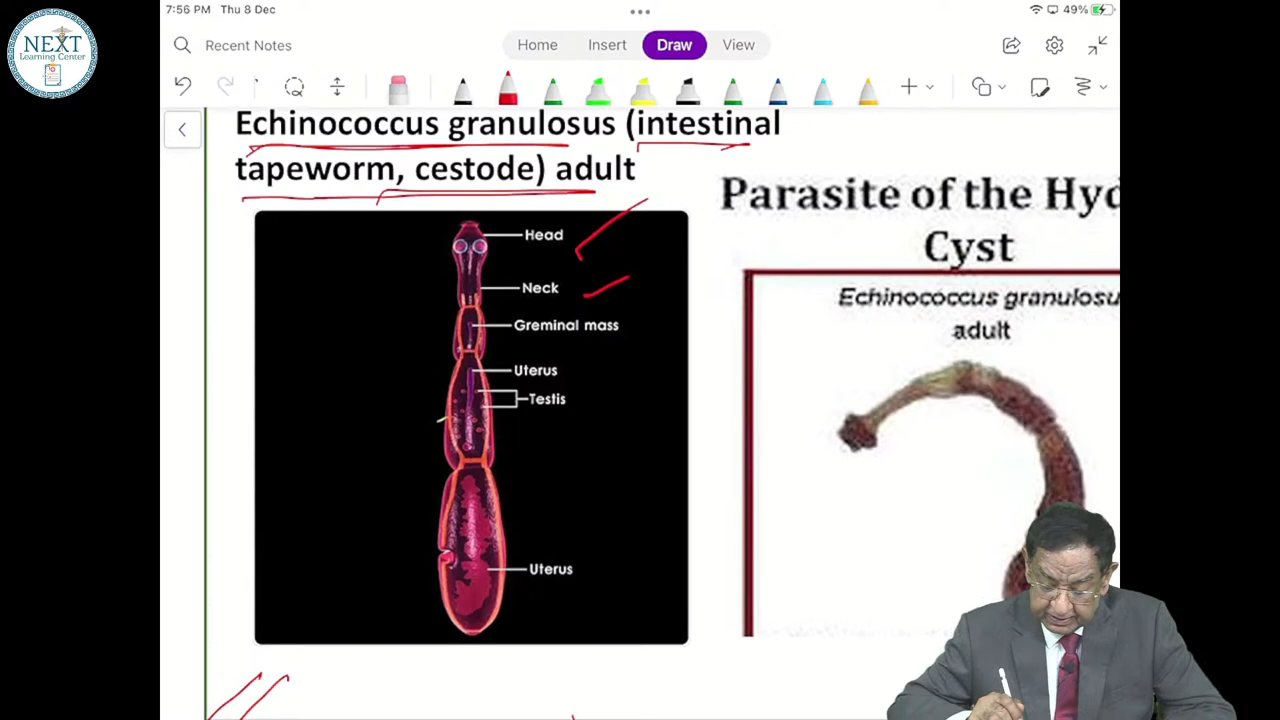 7:56 PM Thu 8 Dec
49%
NEXT
Learning Center
Recent Notes
Home
Insert
Draw
View
Echinococcus granulosus (intestinal
tapeworm, cestode) adult
Head
Neck
Greminal mass
Uterus
Testis
Uterus
Parasite of the Hyd
Cyst
Echinococcus granulosu
adult